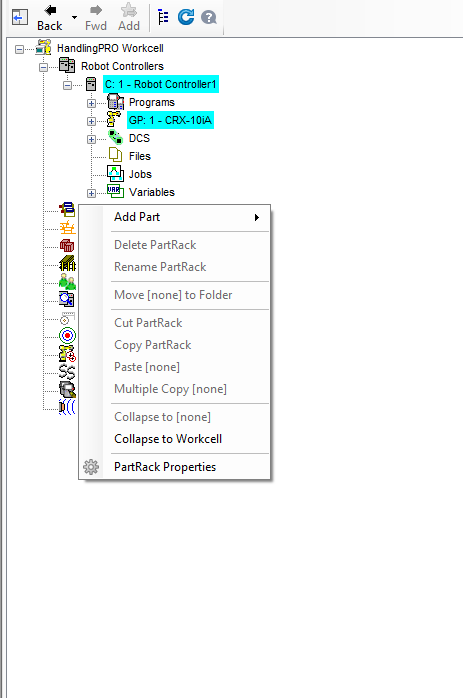 Back Fwd Add
HandlingPRO Workcell
Robot Controllers
C: 1 - Robot Controller1
Programs
GP: 1 - CRX-10iA
DCS
Files
Jobs
VAR Variables
Add Part
Delete PartRack
Rename PartRack
Move [none] to Folder
Cut PartRack
Copy PartRack
Paste [none]
Multiple Copy [none]
Collapse to [none]
Collapse to Workcell
PartRack Properties